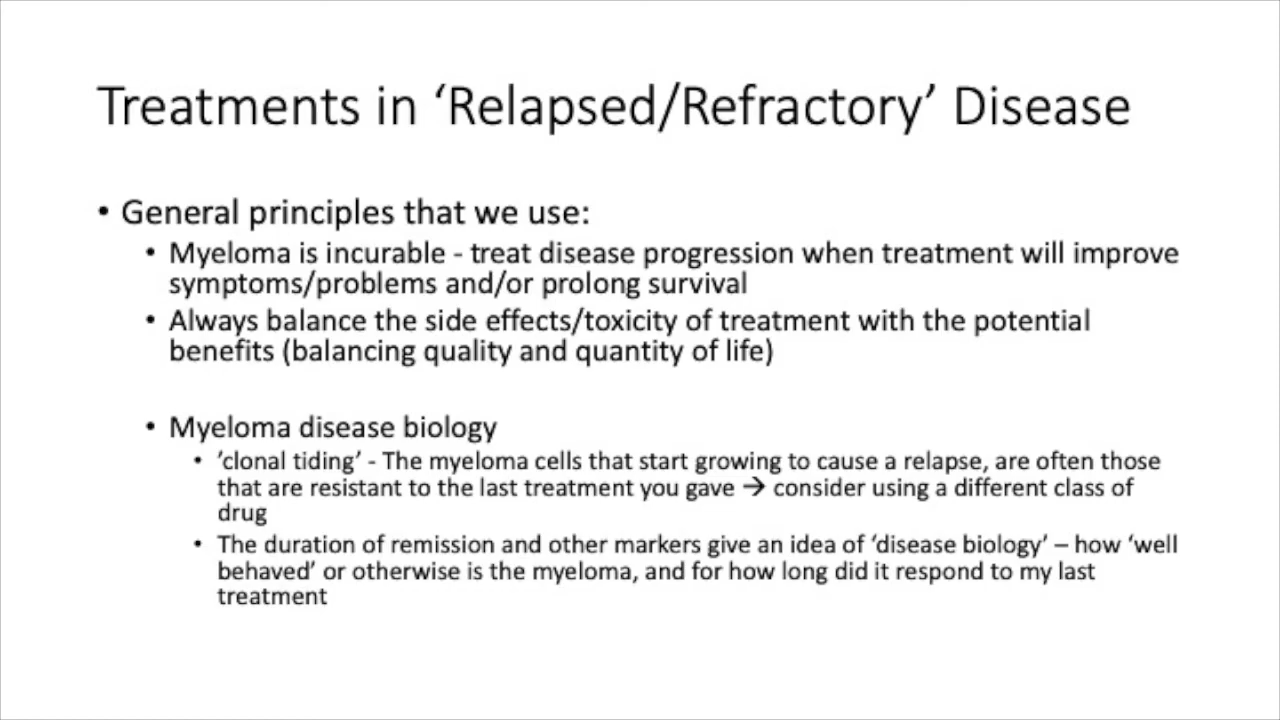 Treatments in ‘Relapsed/Refractory’ Disease
• General principles that we use:
• Myeloma is incurable - treat disease progression when treatment will improve
symptoms/problems and/or prolong survival
• Always balance the side effects/toxicity of treatment with the potential
benefits (balancing quality and quantity of life)
• Myeloma disease biology
• ’clonal tiding’ - The myeloma cells that start growing to cause a relapse, are often those
that are resistant to the last treatment you gave → consider using a different class of
drug
• The duration of remission and other markers give an idea of ‘disease biology’ – how ‘well
behaved’ or otherwise is the myeloma, and for how long did it respond to my last
treatment